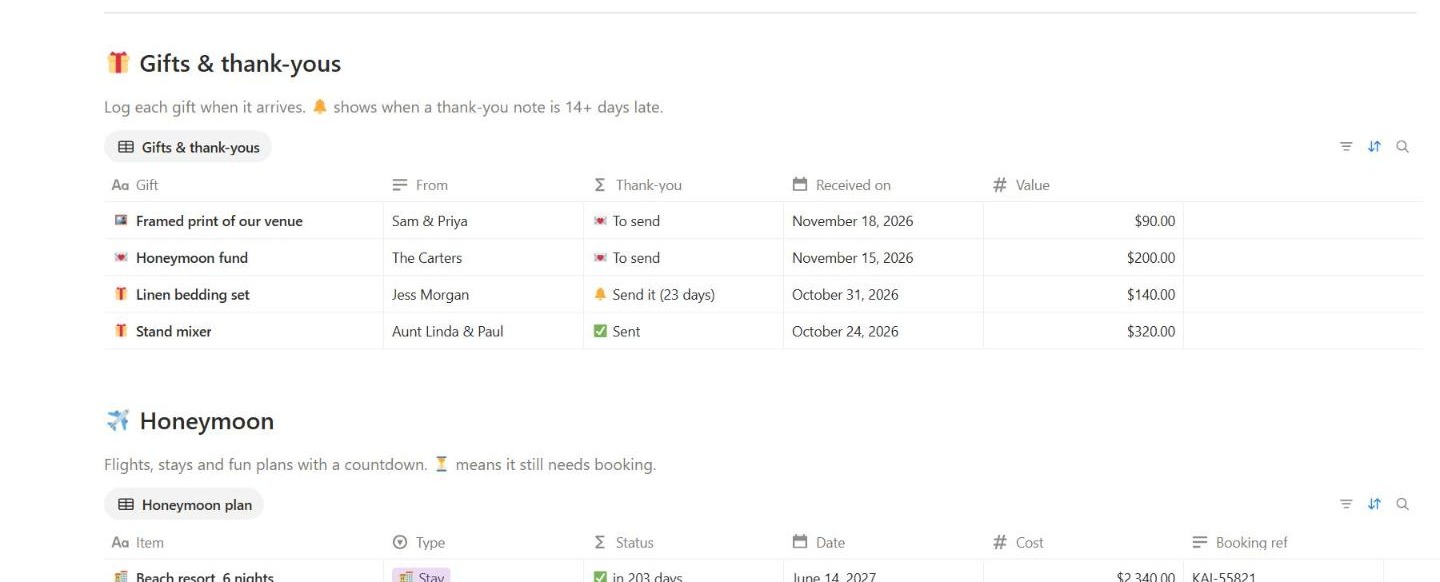 Gifts & thank-yous
Log each gift when it arrives. 🔔 shows when a thank-you note is 14+ days late.
Gifts & thank-yous
Aa Gift From Σ Thank-you Received on # Value
Framed print of our venue Sam & Priya 💌 To send November 18, 2026 $90.00
Honeymoon fund The Carters 💌 To send November 15, 2026 $200.00
Linen bedding set Jess Morgan 🔔 Send it (23 days) October 31, 2026 $140.00
Stand mixer Aunt Linda & Paul ✅ Sent October 24, 2026 $320.00
Honeymoon
Flights, stays and fun plans with a countdown. ⏳ means it still needs booking.
Honeymoon plan
Aa Item Type Σ Status Date # Cost Booking ref
Beach resort, 6 nights Stay ✅ in 203 days June 14, 2027 $2,340.00 KAI-55821